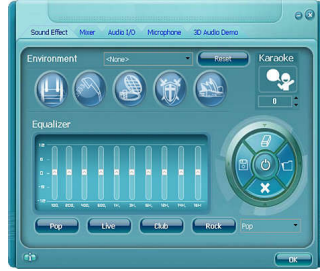 Sound Effect Mixer Audio I/O Microphone 3D Audio Demo
Environment <None> Reset Karaoke
0
Equalizer
Pop Live Club Rock Pop
OK